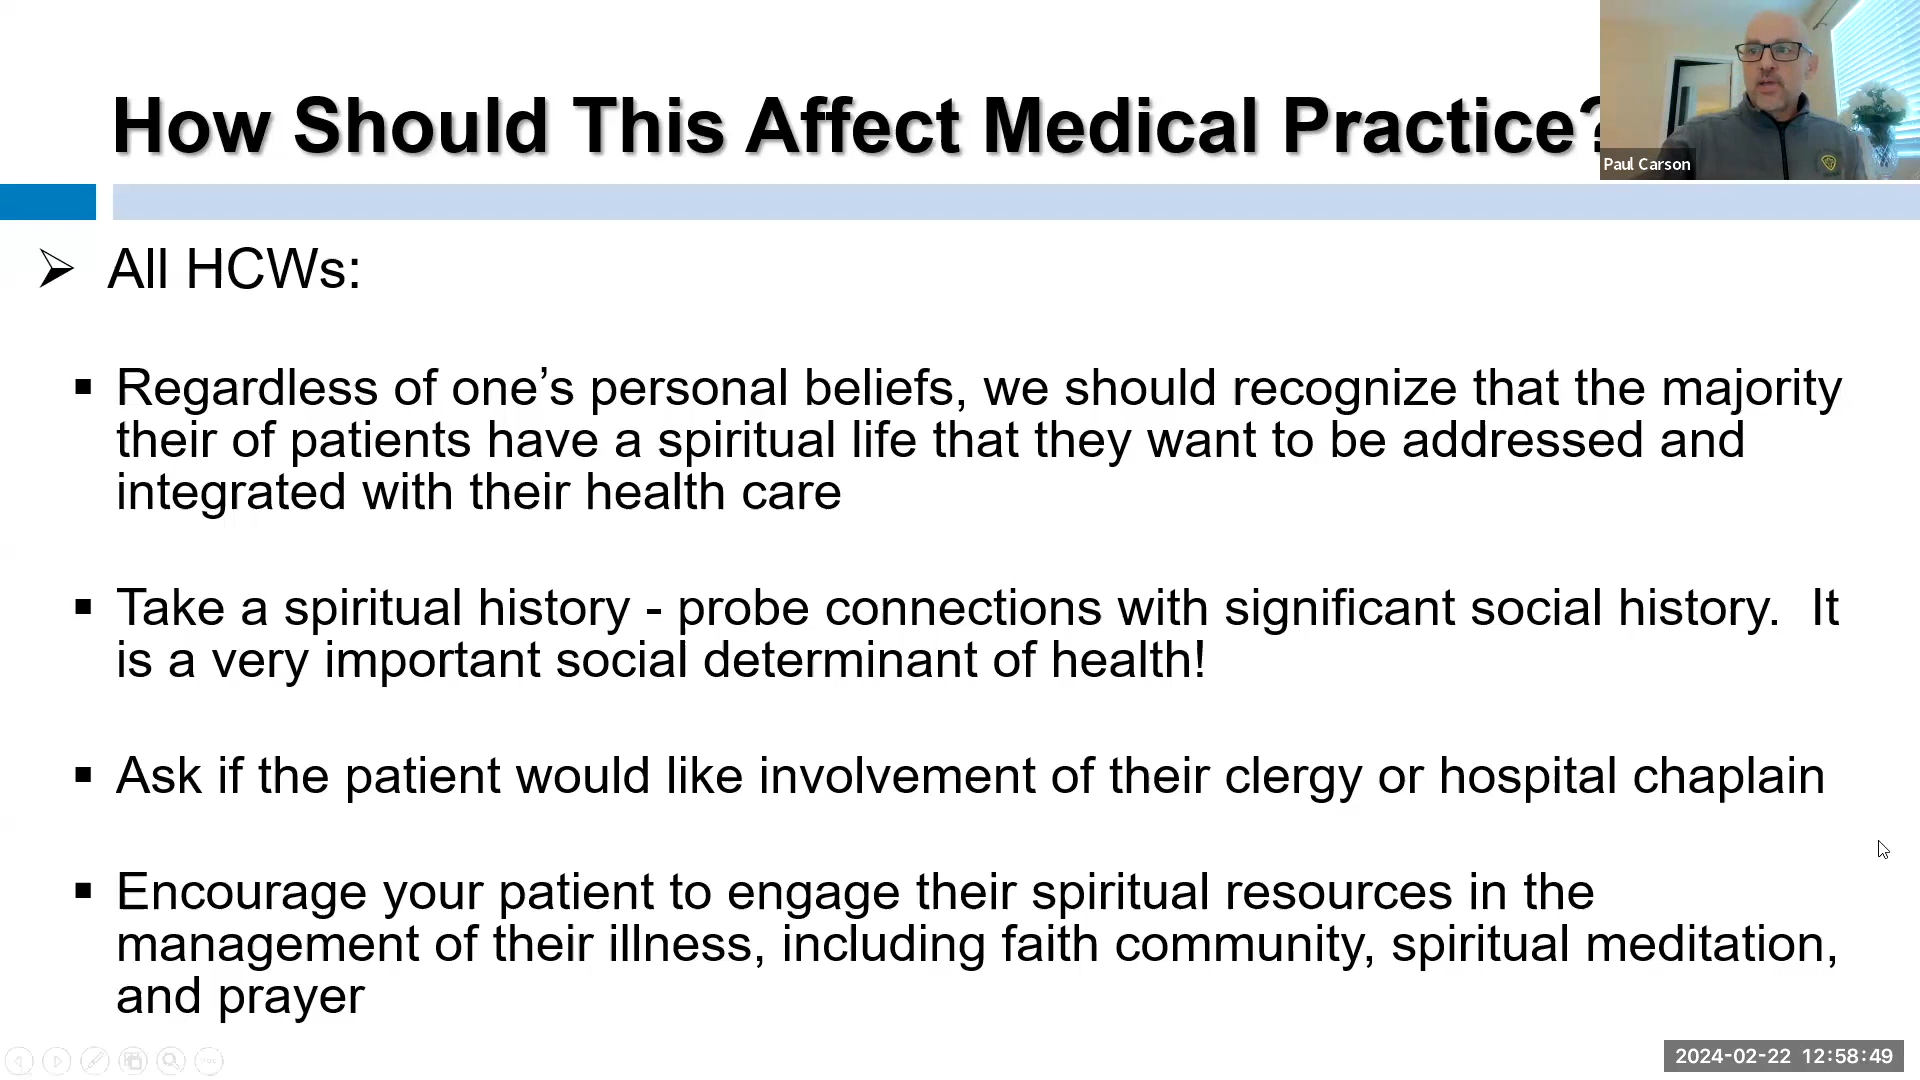 How Should This Affect Medical Practice?
Paul Carson
All HCWs:
Regardless of one’s personal beliefs, we should recognize that the majority
their of patients have a spiritual life that they want to be addressed and
integrated with their health care
Take a spiritual history - probe connections with significant social history.  It
is a very important social determinant of health!
Ask if the patient would like involvement of their clergy or hospital chaplain
Encourage your patient to engage their spiritual resources in the
management of their illness, including faith community, spiritual meditation,
and prayer
2024-02-22 12:58:49